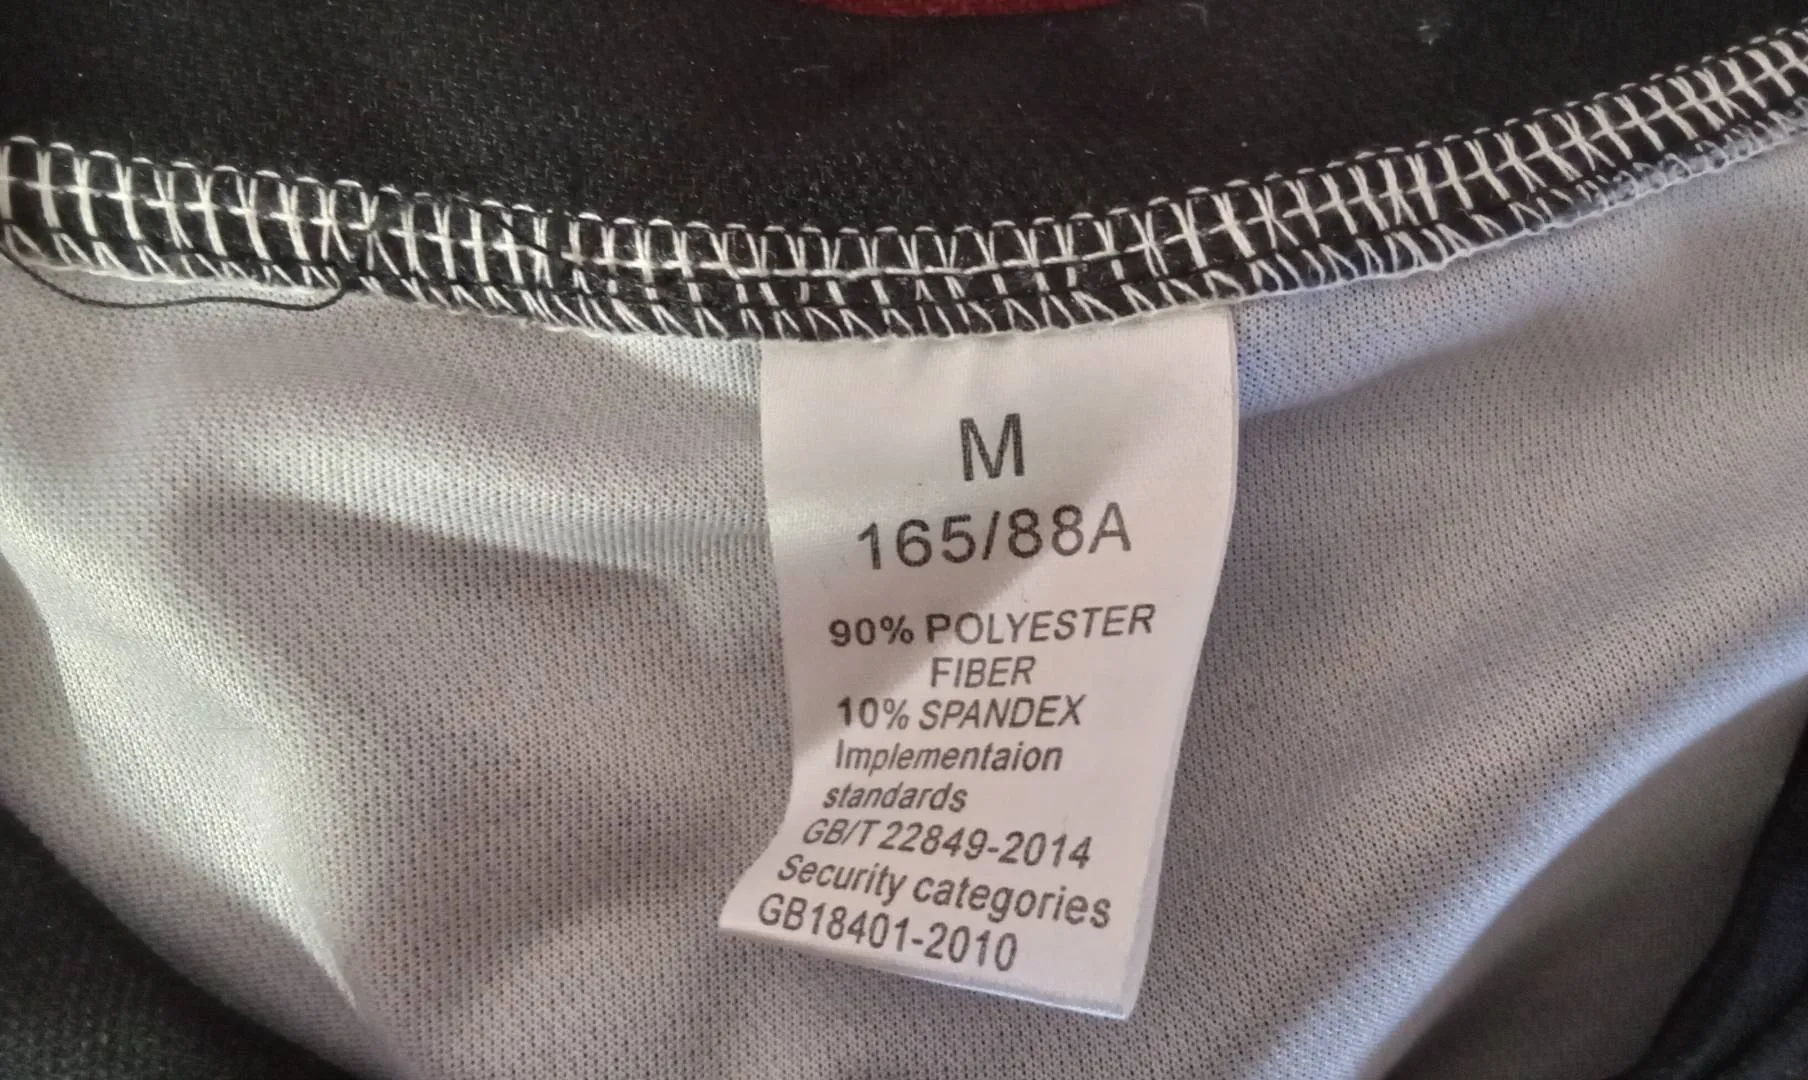 M
165/88A
90% POLYESTER
FIBER
10% SPANDEX
Implementaion
standards
GB/T 22849-2014
Security categories
GB18401-2010